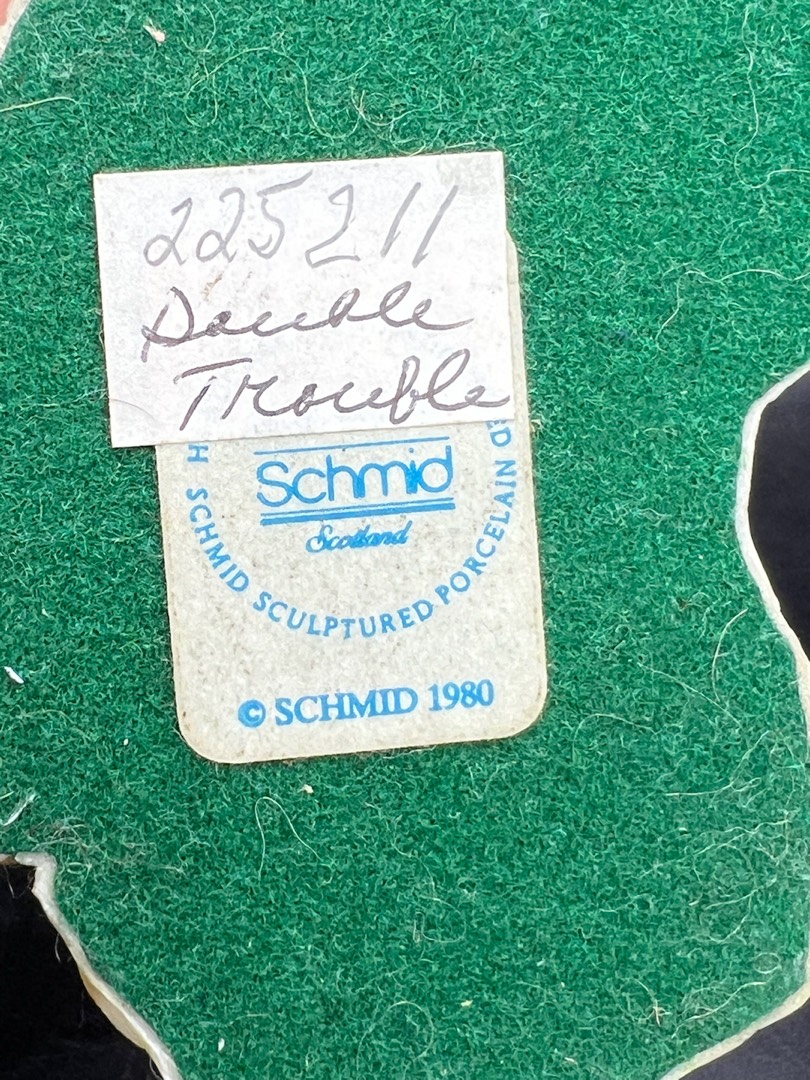 225211
Double
Trouble
Schmid
Scotland
H SCHMID SCULPTURED PORCELAIN
© SCHMID 1980